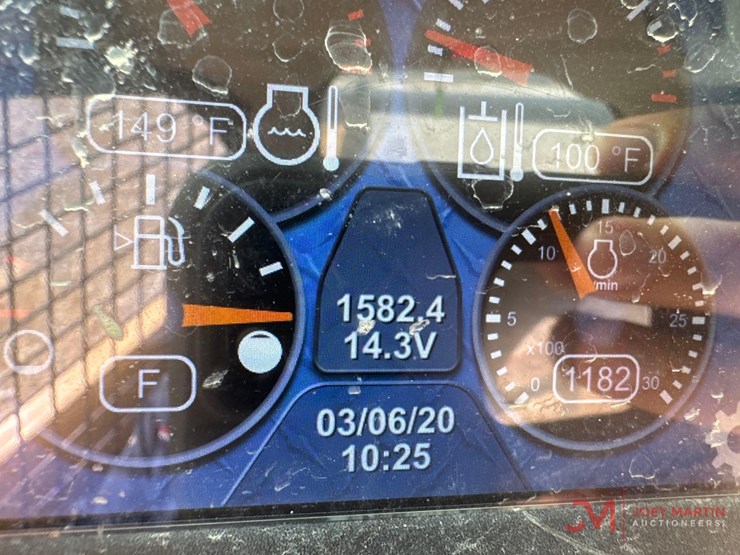 149 °F
100 °F
15
10
20
/min
5
25
x100
0
1182
30
1582.4
14.3V
F
03/06/20
10:25
JM
JOEY MARTIN
AUCTIONEERS